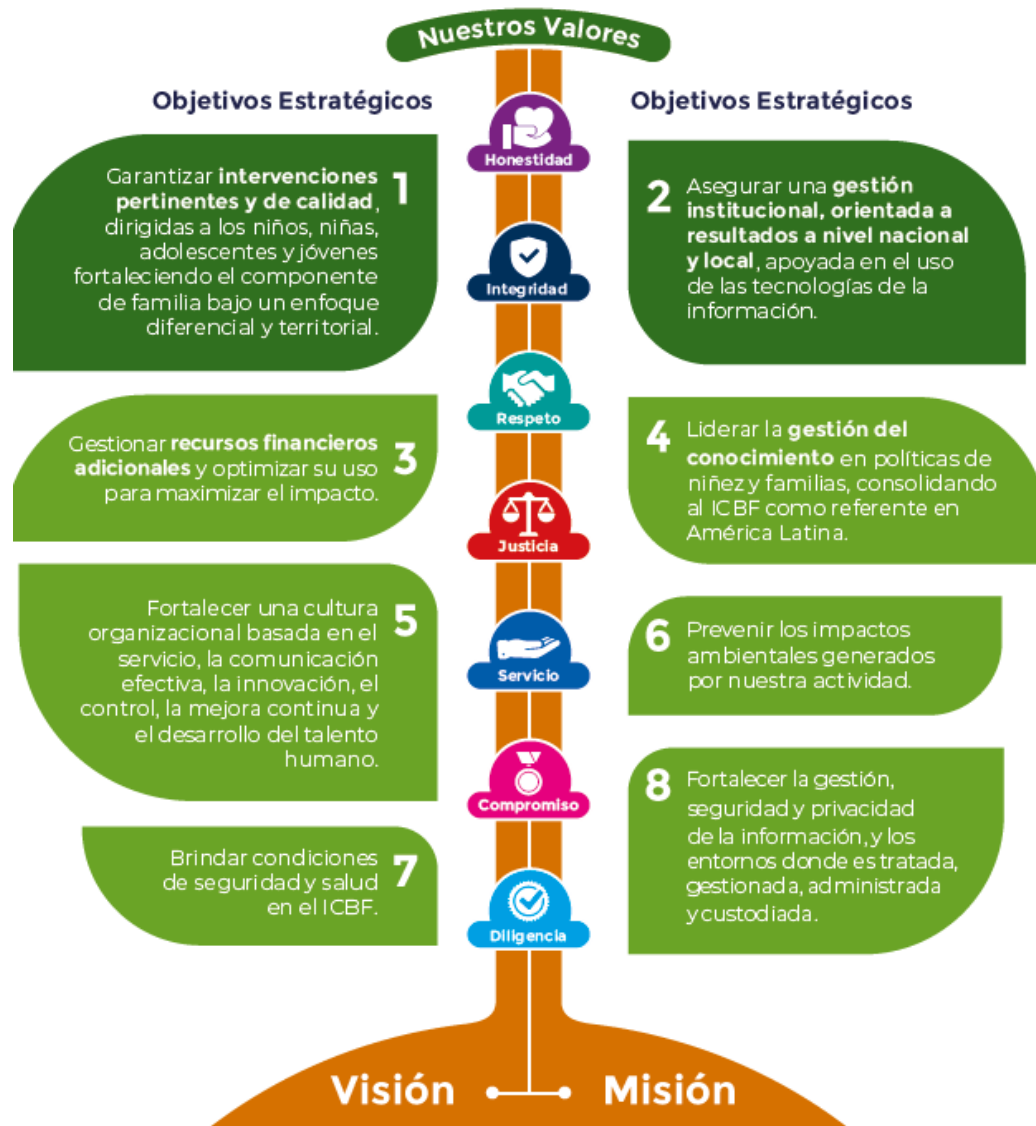 Nuestros Valores
Objetivos Estratégicos
Objetivos Estratégicos
Honestidad
1
Garantizar intervenciones
pertinentes y de calidad,
dirigidas a los niños, niñas,
adolescentes y jóvenes
fortaleciendo el componente
de familia bajo un enfoque
diferencial y territorial.
2
Asegurar una gestión
institucional, orientada a
resultados a nivel nacional
y local, apoyada en el uso
de las tecnologías de la
información.
Integridad
Respeto
3
Gestionar recursos financieros
adicionales y optimizar su uso
para maximizar el impacto.
4
Liderar la gestión del
conocimiento en políticas de
niñez y familias, consolidando
al ICBF como referente en
América Latina.
Justicia
5
Fortalecer una cultura
organizacional basada en el
servicio, la comunicación
efectiva, la innovación, el
control, la mejora continua y
el desarrollo del talento
humano.
6
Prevenir los impactos
ambientales generados
por nuestra actividad.
Servicio
Compromiso
7
Brindar condiciones
de seguridad y salud
en el ICBF.
8
Fortalecer la gestión,
seguridad y privacidad
de la información, y los
entornos donde es tratada,
gestionada, administrada
y custodiada.
Diligencia
Visión
Misión